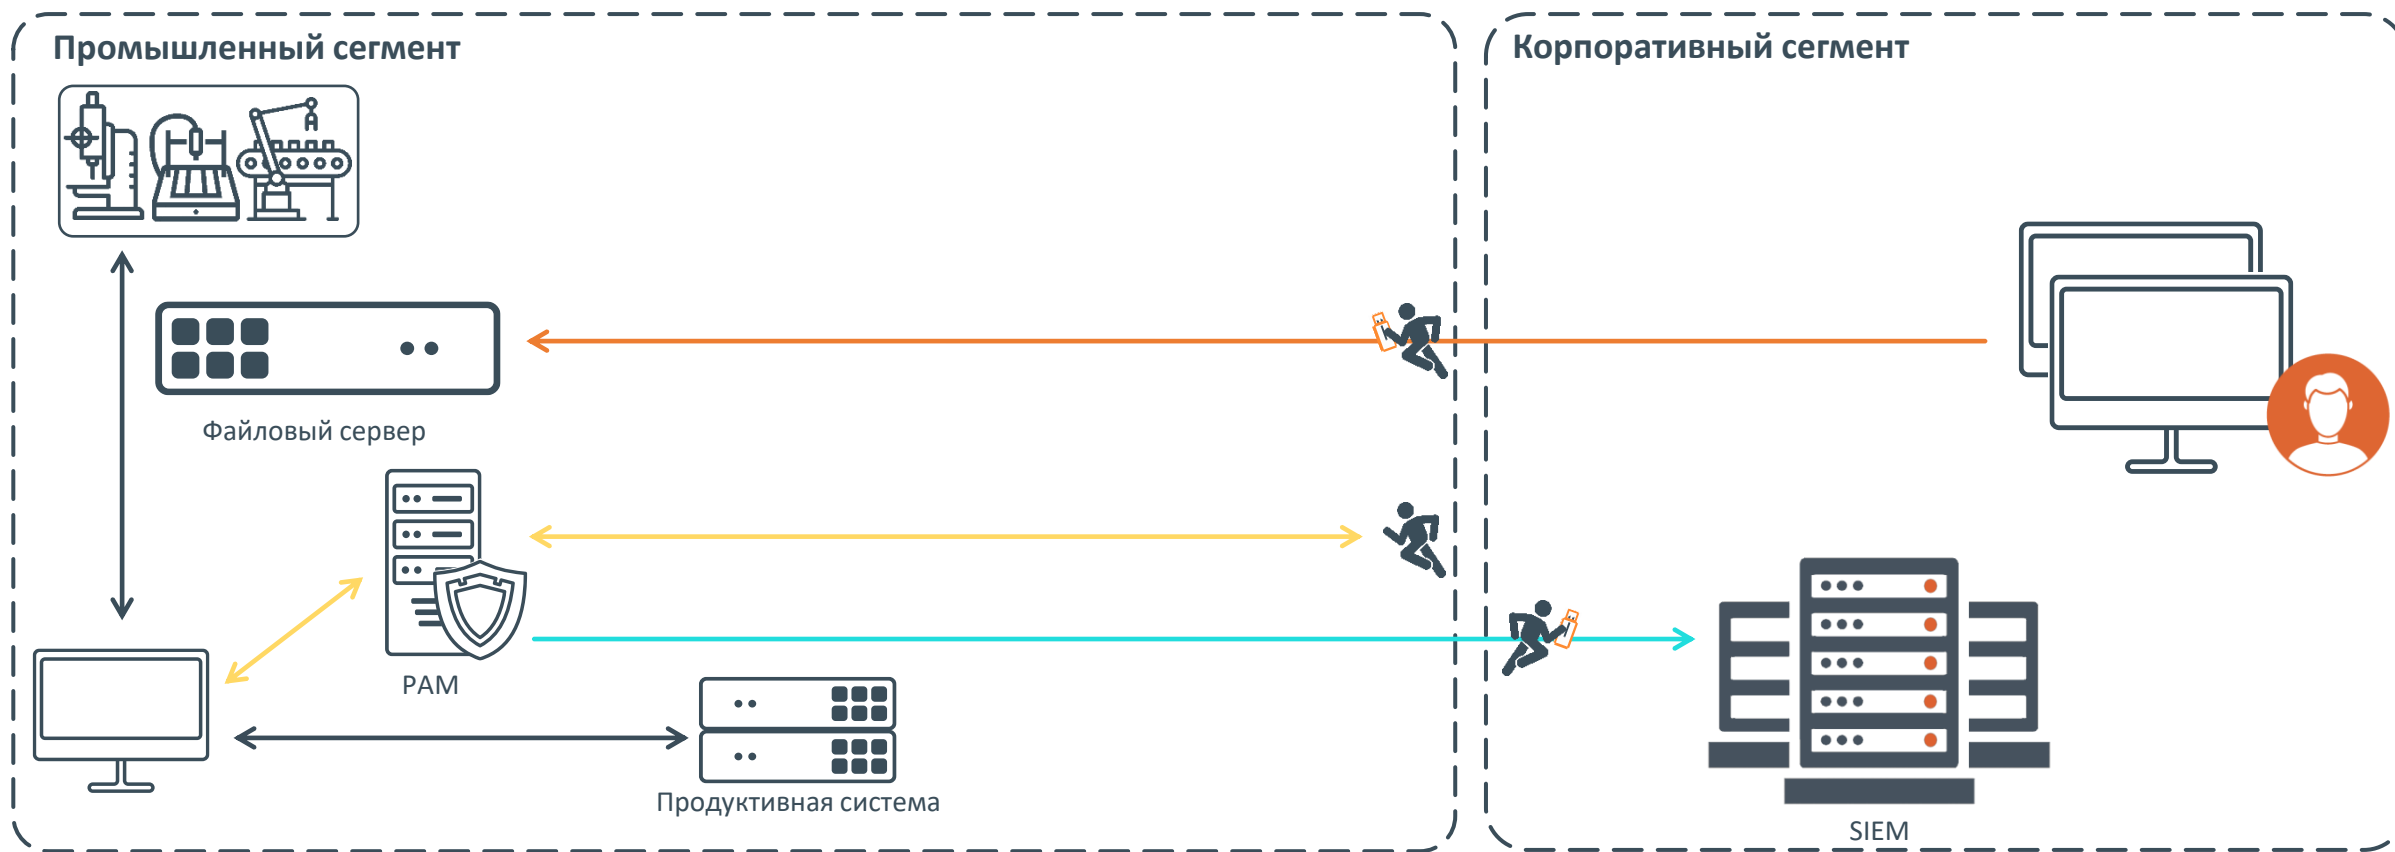 Промышленный сегмент
Корпоративный сегмент
Файловый сервер
PAM
Продуктивная система
SIEM